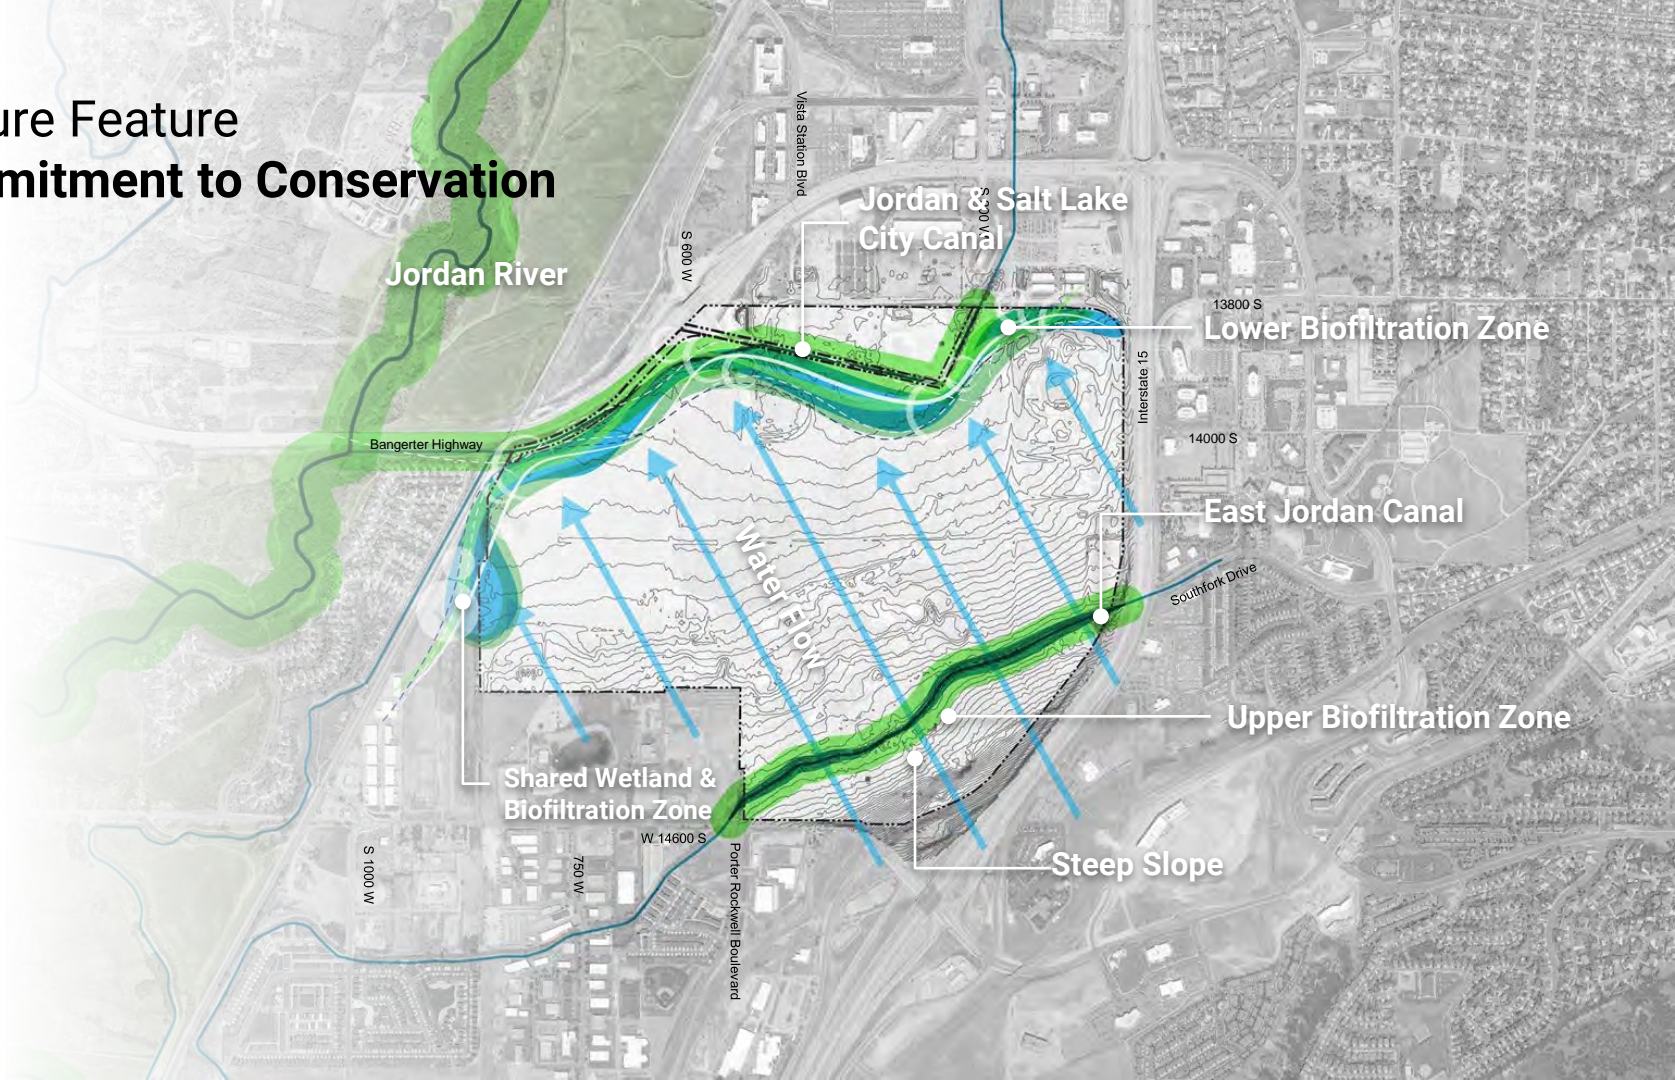 ure Feature
mitment to Conservation
Vista Station Blvd
Jordan & Salt Lake
City Canal
S 600 W
Jordan River
13800 S
Lower Biofiltration Zone
Interstate 15
Bangerter Highway
14000 S
East Jordan Canal
Water Flow
Southfork Drive
Upper Biofiltration Zone
Shared Wetland &
Biofiltration Zone
W 14600 S
S 1000 W
750 W
Porter Rockwell Boulevard
Steep Slope